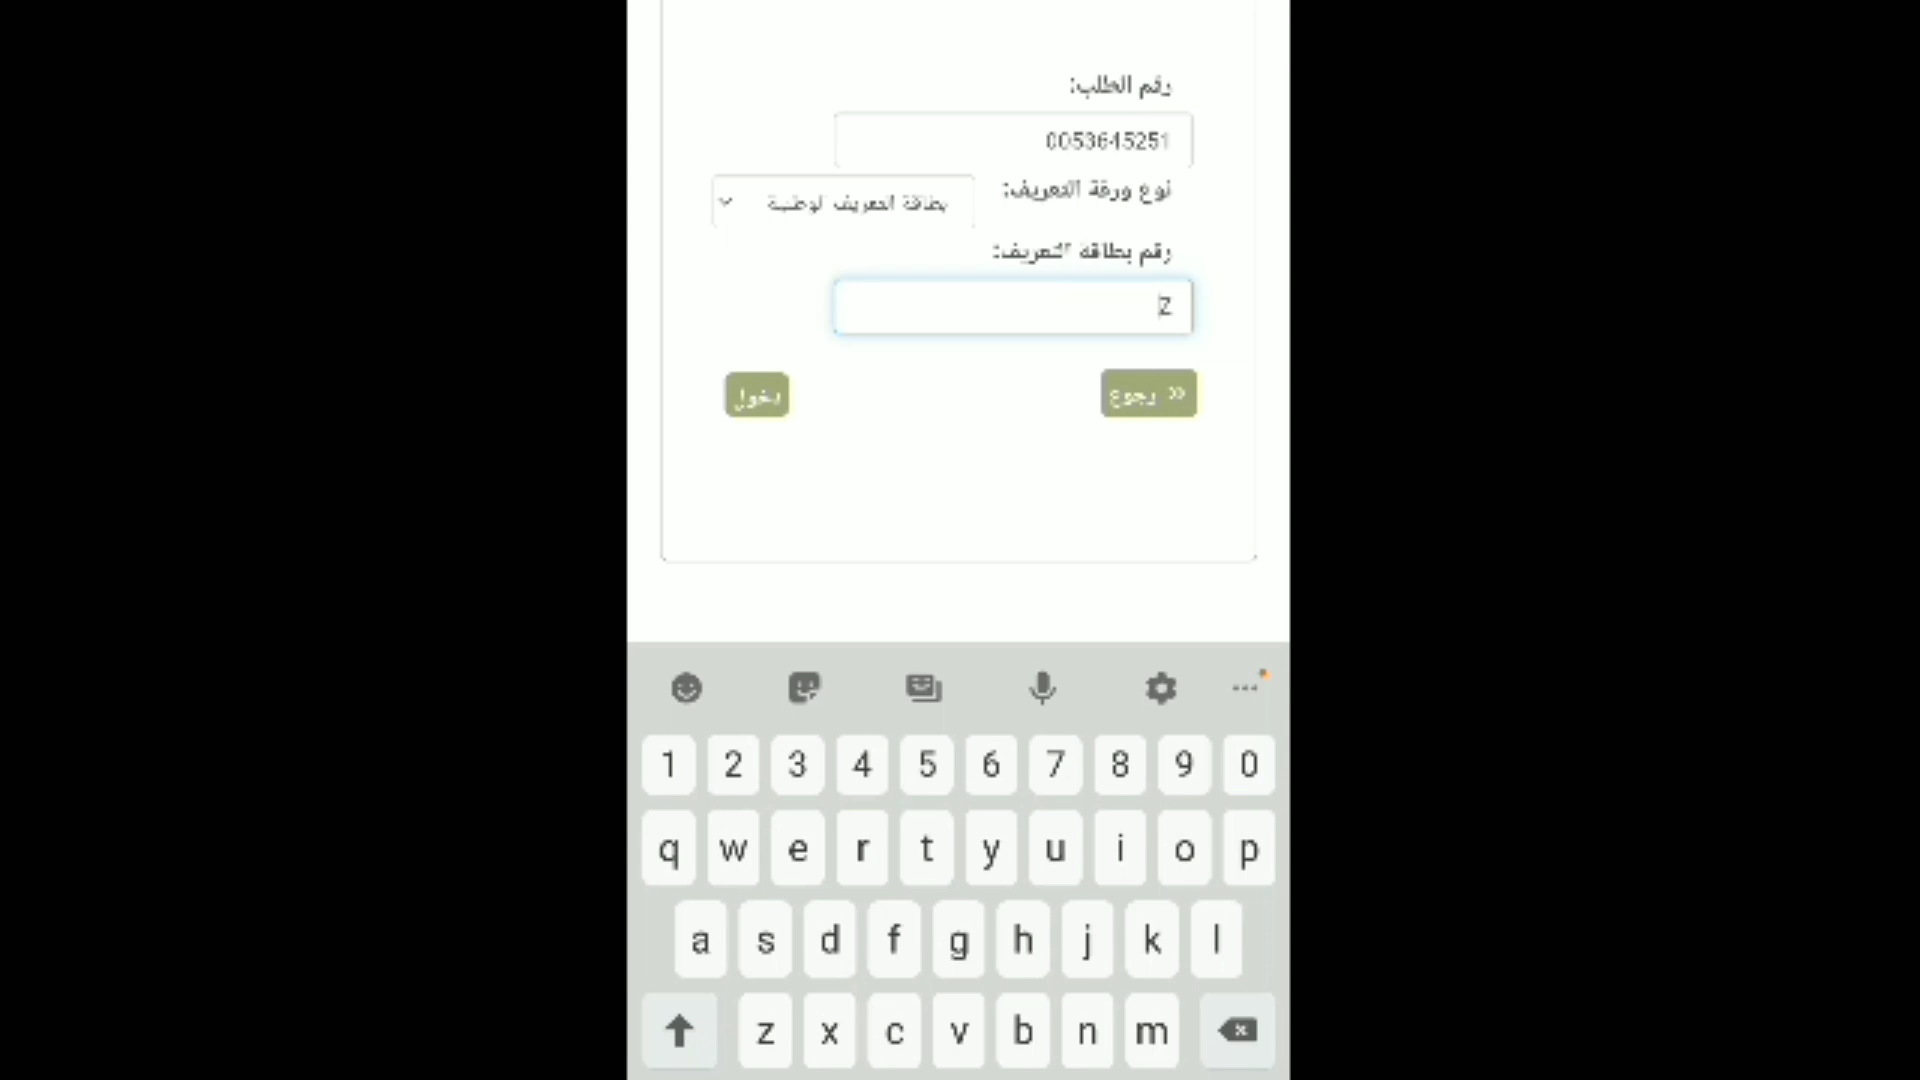 رقم الطلب:
0053645251
نوع ورقة التعريف:
بطاقة التعريف الوطنية
رقم بطاقة التعريف:
Z
رجوع »
دخول
1 2 3 4 5 6 7 8 9 0
q w e r t y u i o p
a s d f g h j k l
z x c v b n m